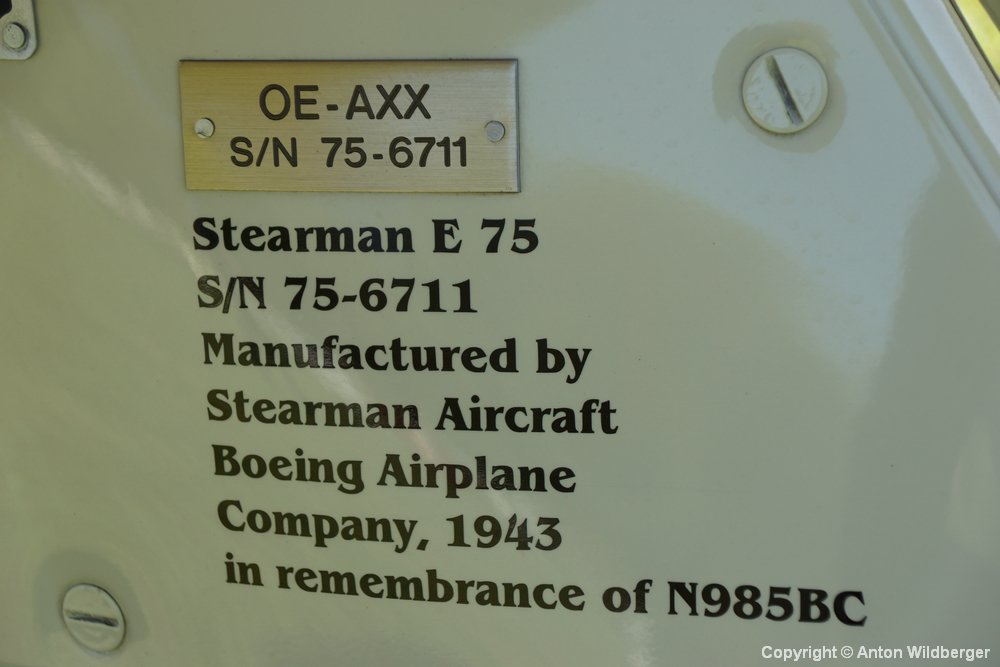 OE-AXX
S/N 75-6711
Stearman E 75
S/N 75-6711
Manufactured by
Stearman Aircraft
Boeing Airplane
Company, 1943
in remembrance of N985BC
Copyright © Anton Wildberger